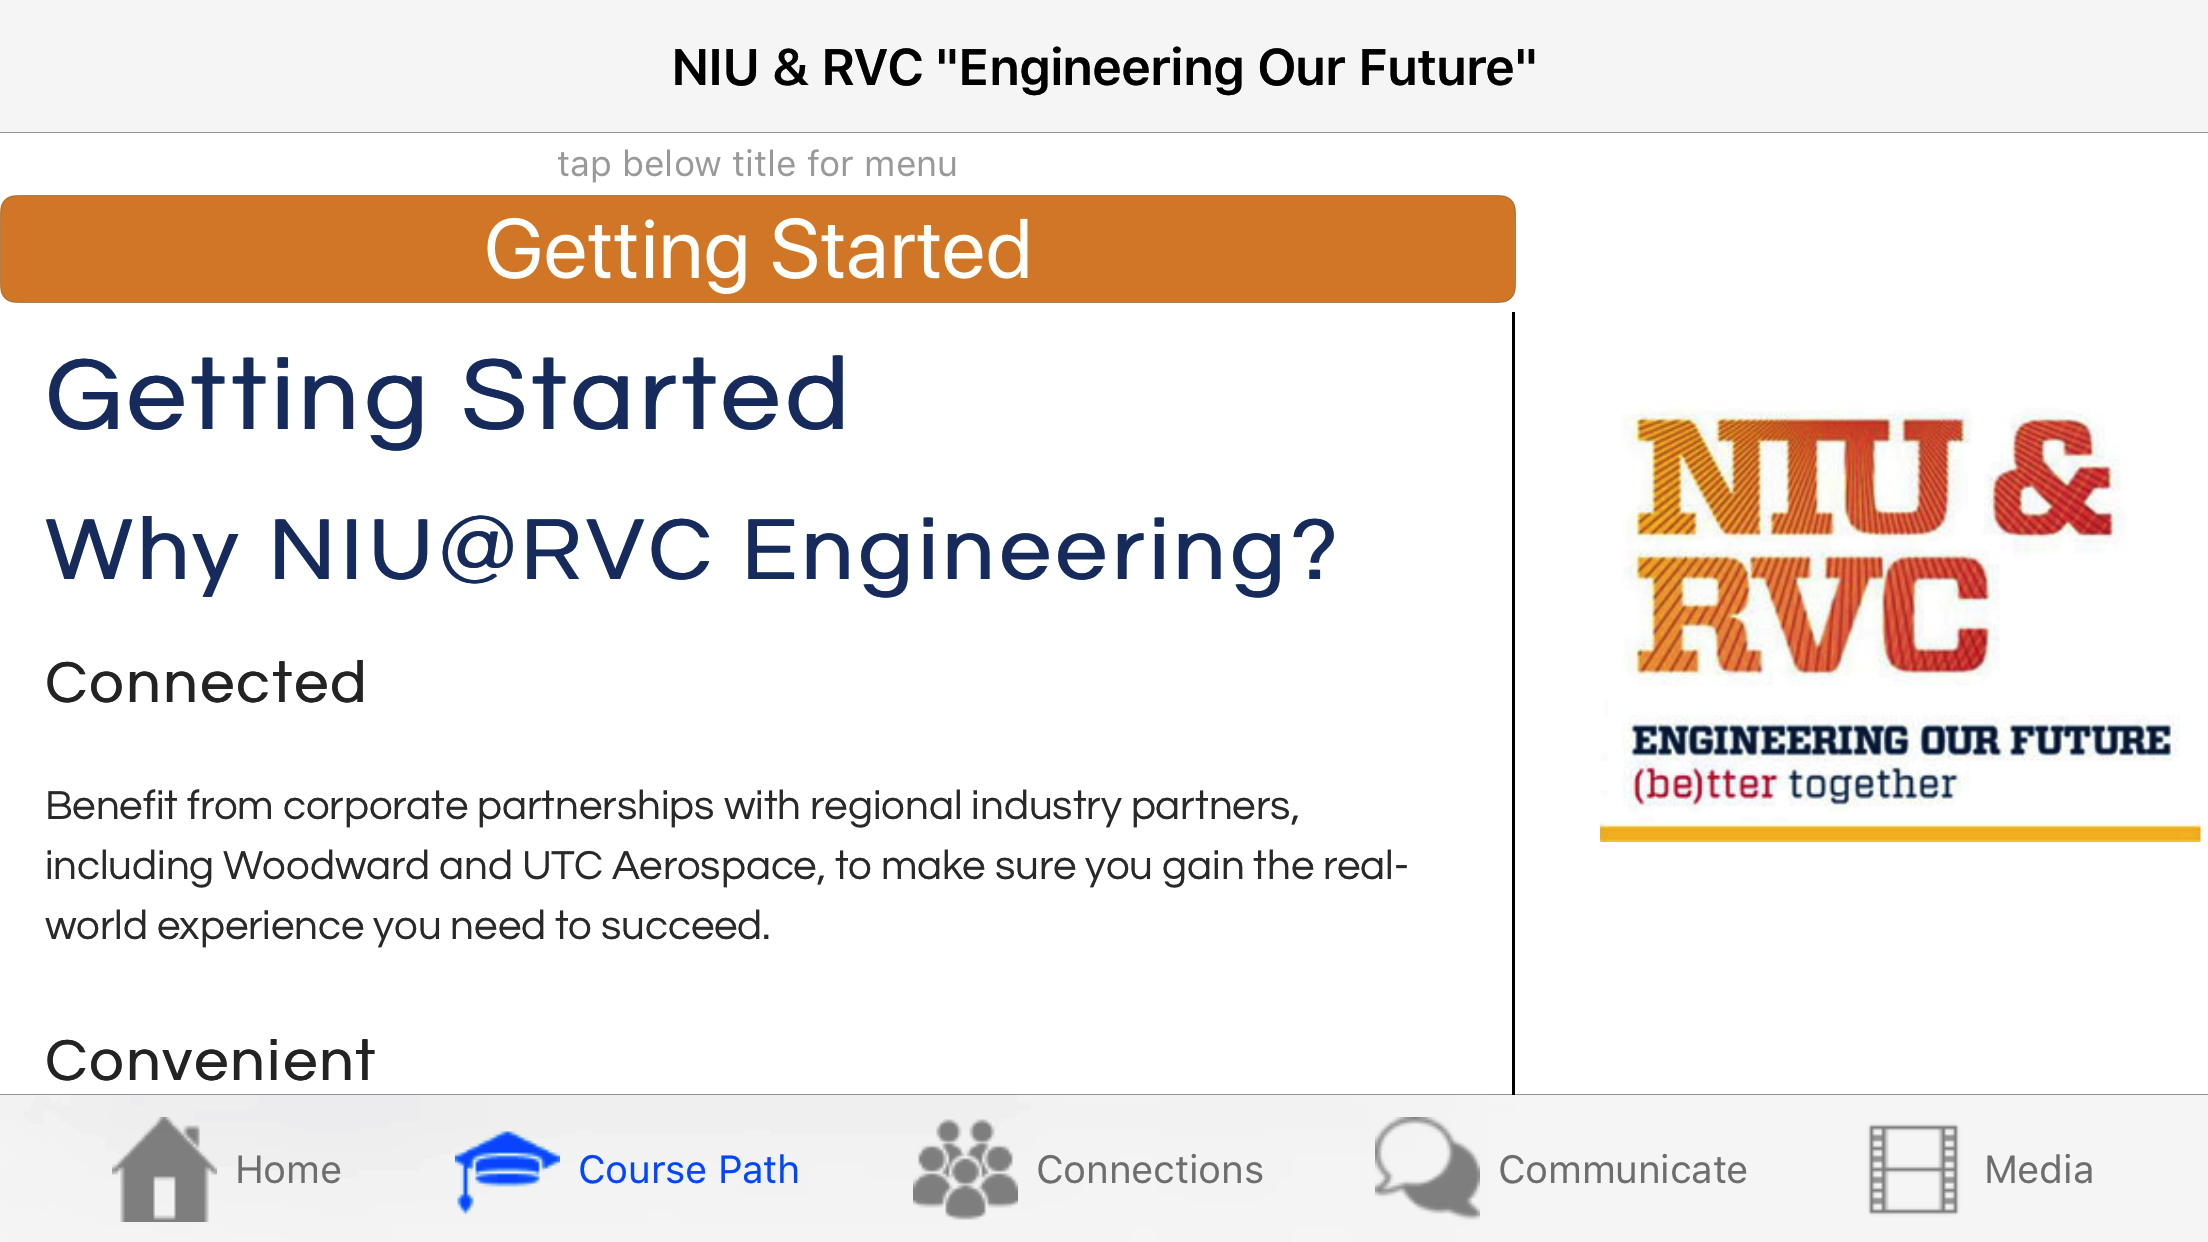 NIU & RVC "Engineering Our Future"
tap below title for menu
Getting Started
Getting Started
Why NIU@RVC Engineering?
Connected
Benefit from corporate partnerships with regional industry partners,
including Woodward and UTC Aerospace, to make sure you gain the real-
world experience you need to succeed.
Convenient
NIU &
RVC
ENGINEERING OUR FUTURE
(be)tter together
Home
Course Path
Connections
Communicate
Media